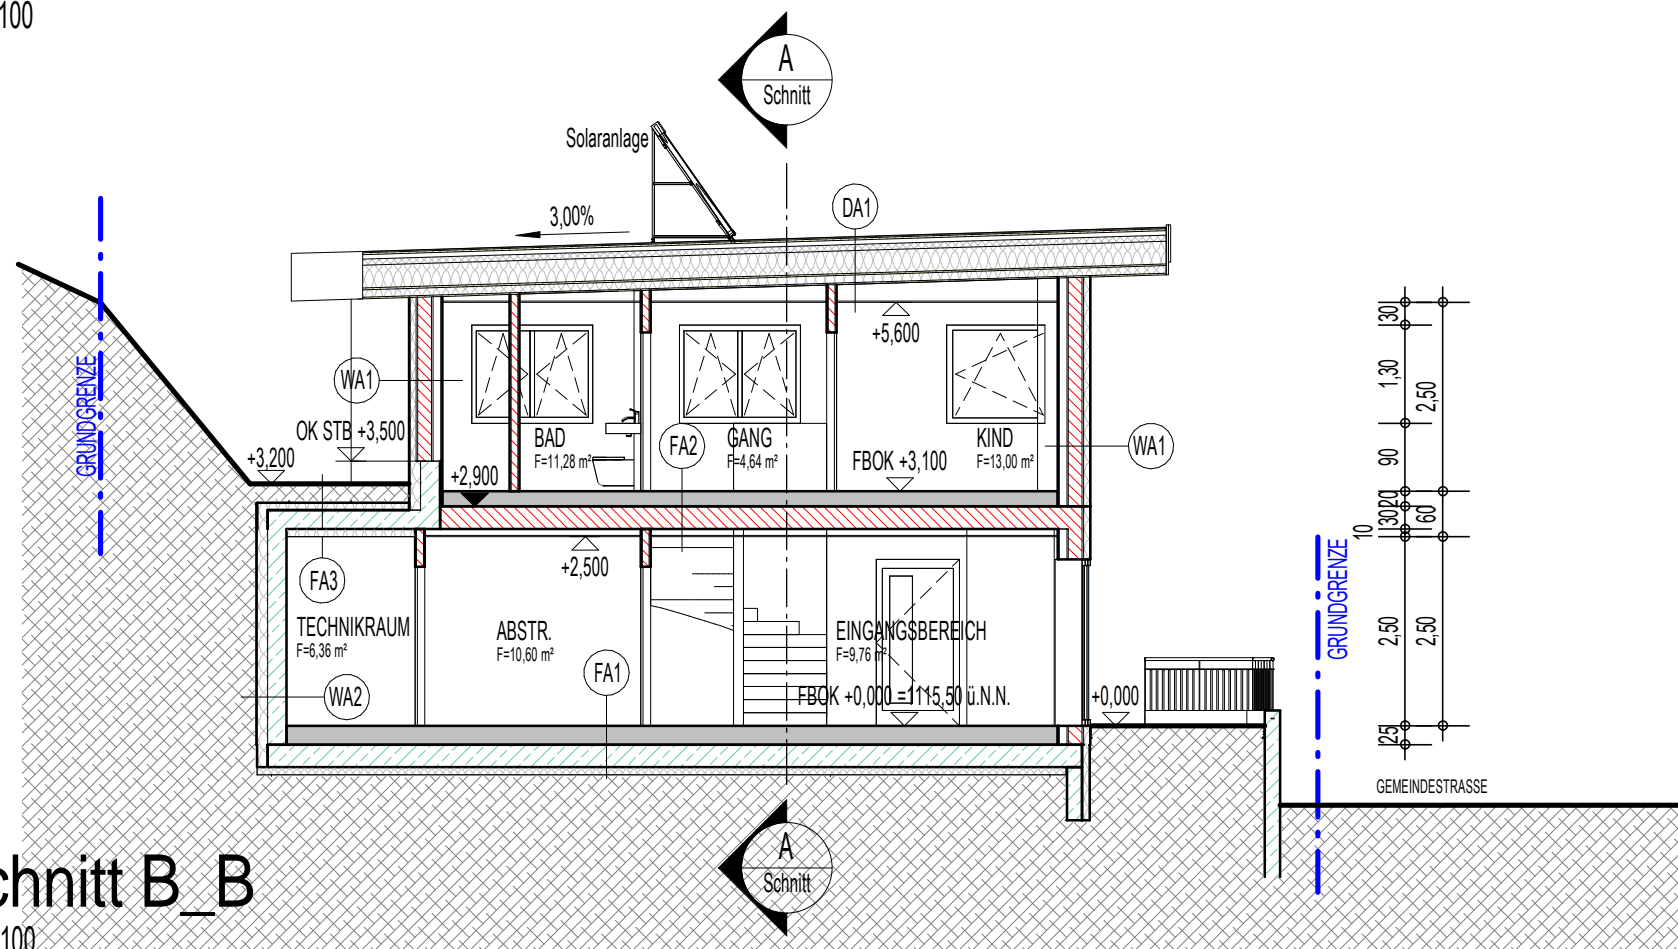 100
A
Schnitt
Solaranlage
3,00%
DA1
+5,600
WA1
OK STB +3,500
+3,200
+2,900
BAD
F=11,28 m²
FA2
GANG
F=4,64 m²
FBOK +3,100
KIND
F=13,00 m²
WA1
GRUNDGRENZE
30
1,30
2,50
90
20
30
60
10
2,50
2,50
25
+2,500
FA3
TECHNIKRAUM
F=6,36 m²
ABSTR.
F=10,60 m²
FA1
EINGANGSBEREICH
F=9,76 m²
WA2
FBOK +0,000 =1115,50 ü.N.N.
+0,000
GRUNDGRENZE
GEMEINDESTRASSE
A
Schnitt
chnitt B_B
100